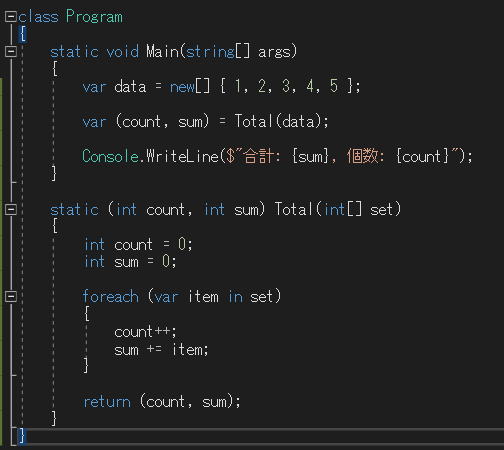 class Program
{
static void Main(string[] args)
{
var data = new[] { 1, 2, 3, 4, 5 };
var (count, sum) = Total(data);
Console.WriteLine($"合計: {sum}, 個数: {count}");
}
static (int count, int sum) Total(int[] set)
{
int count = 0;
int sum = 0;
foreach (var item in set)
{
count++;
sum += item;
}
return (count, sum);
}
}